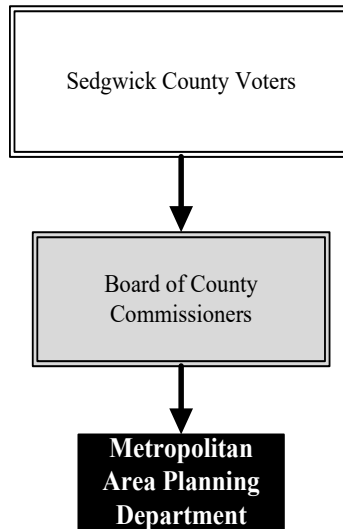 Sedgwick County Voters
Board of County
Commissioners
Metropolitan
Area Planning
Department